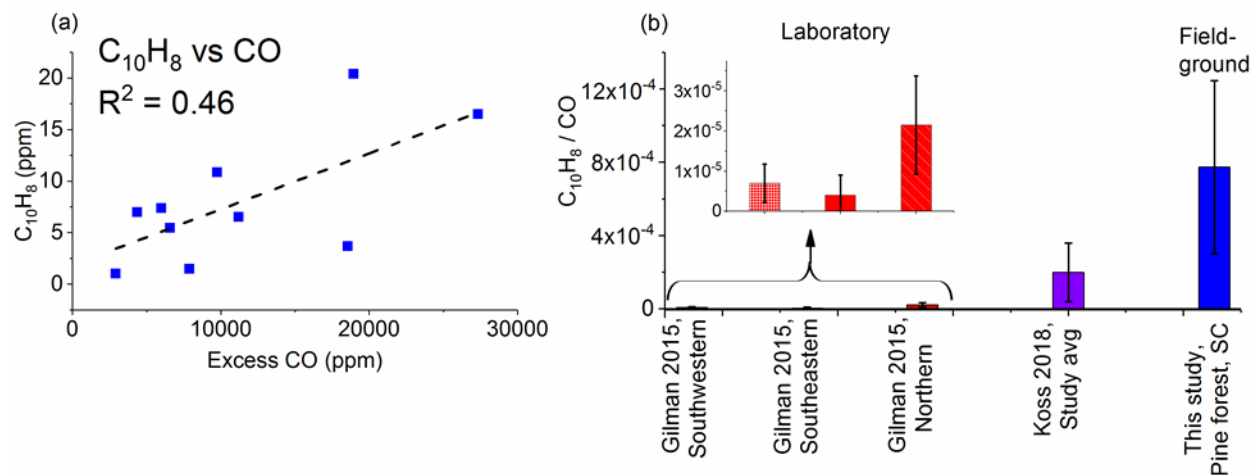 (a)
C₁₀H₈ vs CO
R² = 0.46
C₁₀H₈ (ppm)
20
15
10
5
0
0
10000
20000
30000
Excess CO (ppm)
(b)
Laboratory
Field-
ground
C₁₀H₈ / CO
12x10⁻⁴
8x10⁻⁴
4x10⁻⁴
0
3x10⁻⁵
2x10⁻⁵
1x10⁻⁵
0
Gilman 2015,
Southwestern
Gilman 2015,
Southeastern
Gilman 2015,
Northern
Koss 2018,
Study avg
This study,
Pine forest, SC